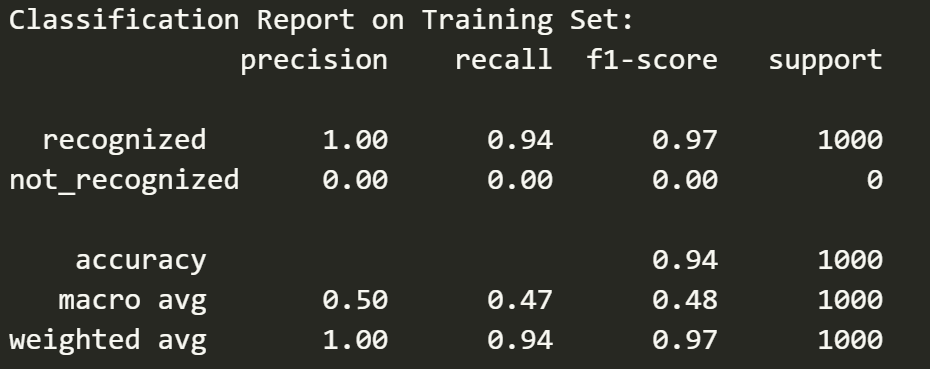 Classification Report on Training Set:
precision recall f1-score support
recognized 1.00 0.94 0.97 1000
not_recognized 0.00 0.00 0.00 0
accuracy 0.94 1000
macro avg 0.50 0.47 0.48 1000
weighted avg 1.00 0.94 0.97 1000